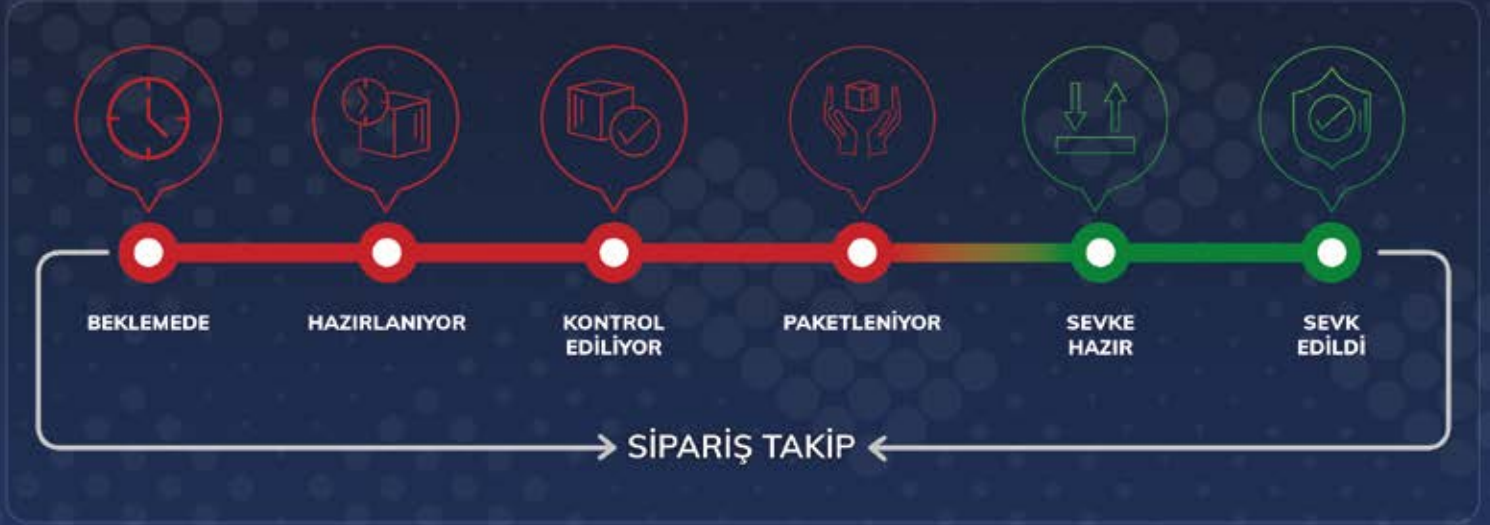 BEKLEMEDE
HAZIRLANIYOR
KONTROL
EDİLİYOR
PAKETLENİYOR
SEVKE
HAZIR
SEVK
EDİLDİ
SİPARİŞ TAKİP